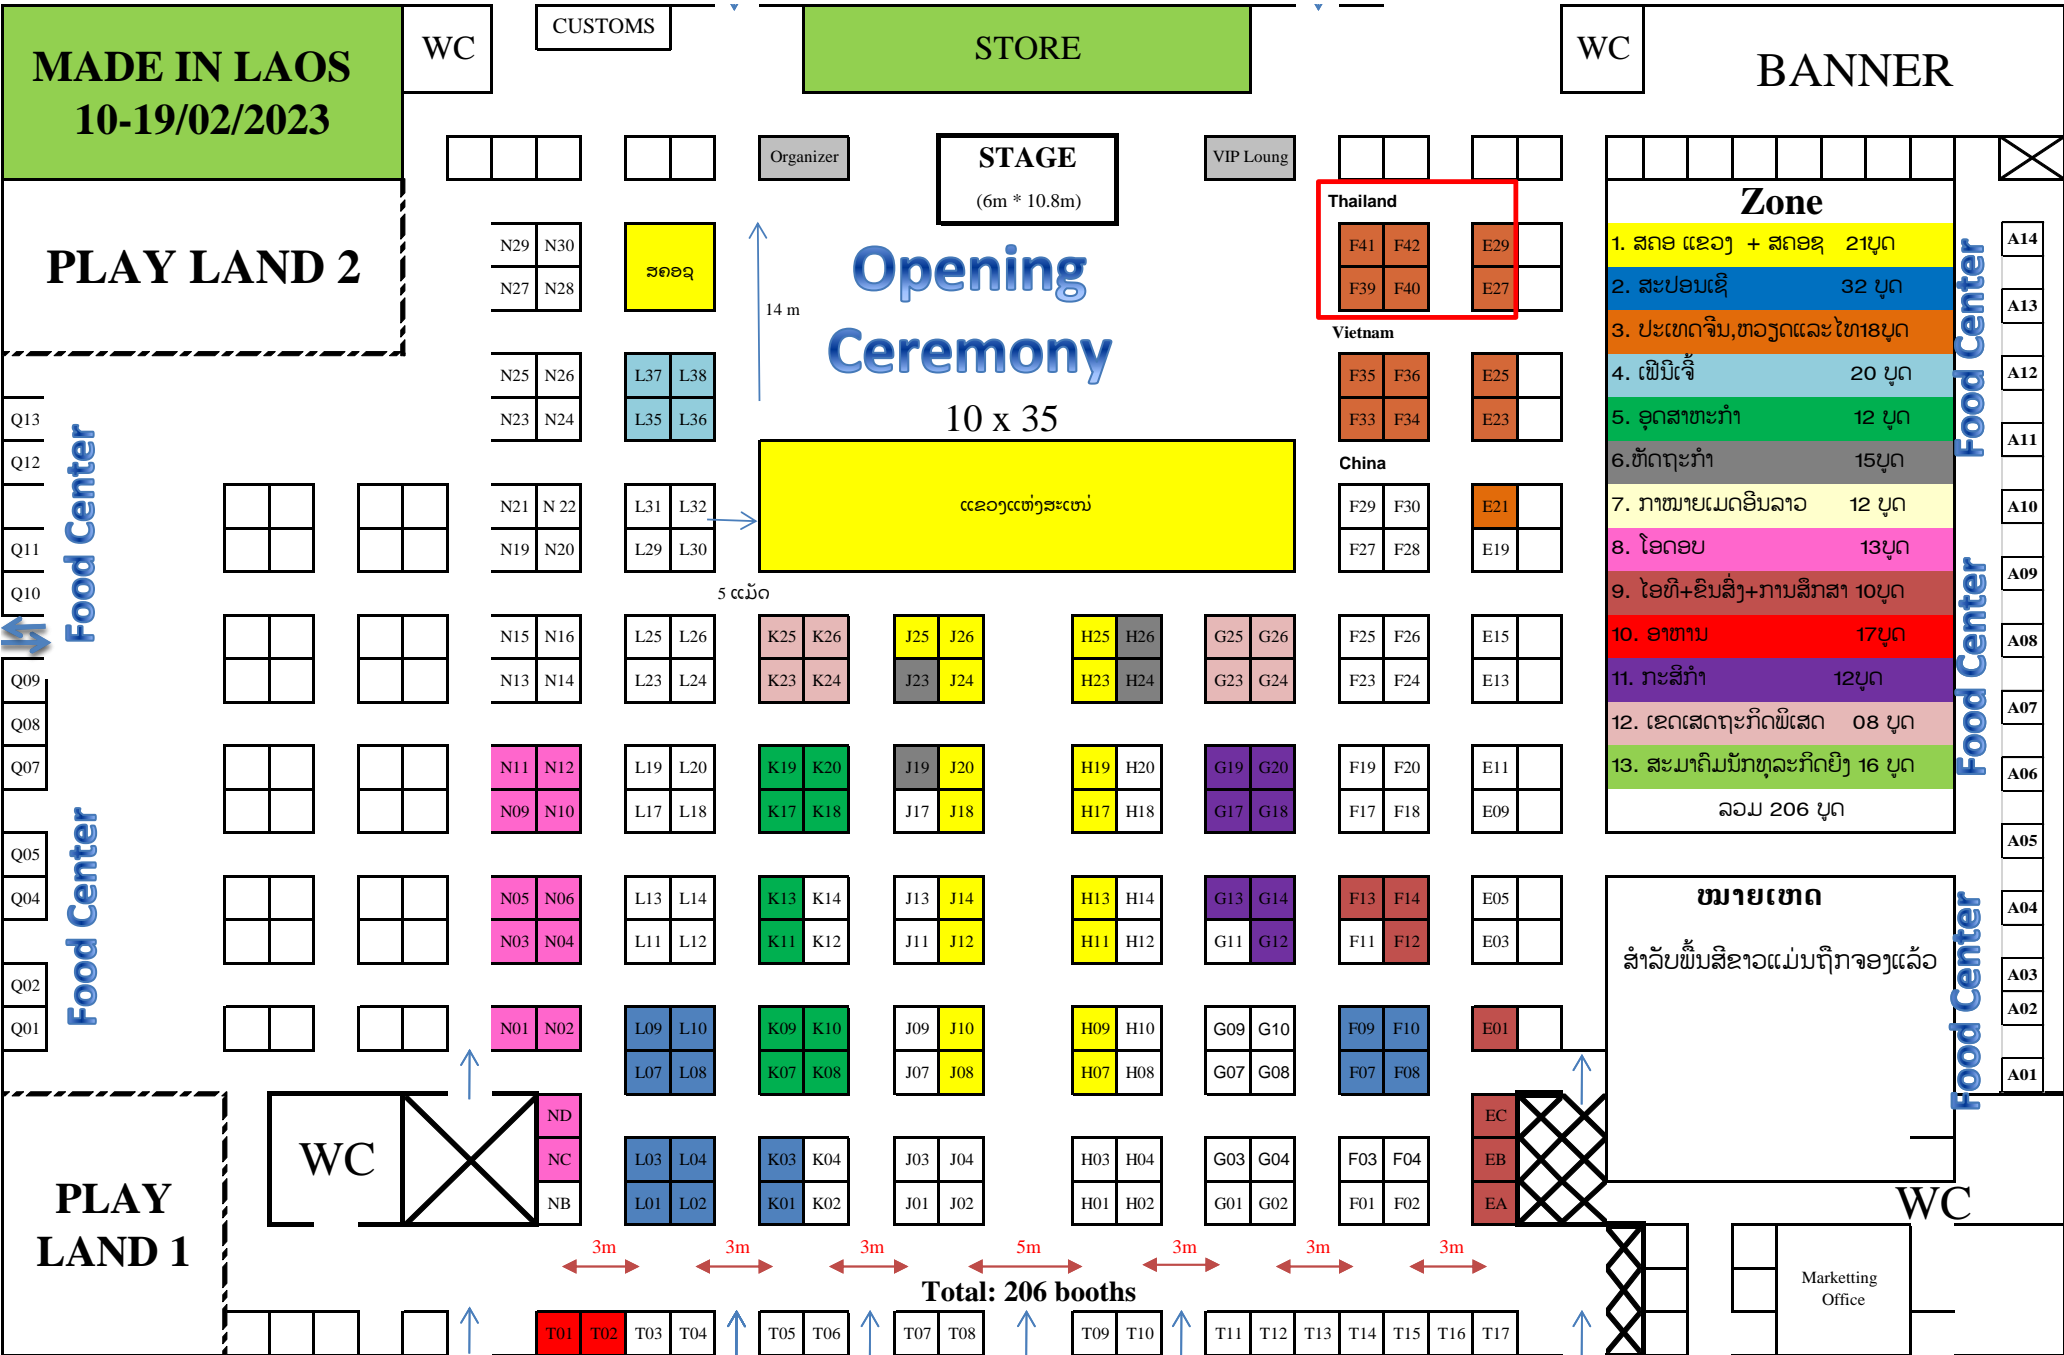 MADE IN LAOS
10-19/02/2023
WC
CUSTOMS
STORE
WC
BANNER
Organizer
STAGE
(6m * 10.8m)
VIP Loung
PLAY LAND 2
Thailand
Zone
N29 N30 F41 F42 E29
ສຄອຊ
N27 N28 F39 F40 E27
14 m
Opening
Ceremony
10 x 35
Vietnam
N25 N26 L37 L38 F35 F36 E25
N23 N24 L35 L36 F33 F34 E23
China
N21 N 22 L31 L32 F29 F30 E21
ແຂວງແຫ່ງສະເໜ່
N19 N20 L29 L30 F27 F28 E19
5 ແມັດ
N15 N16 L25 L26 K25 K26 J25 J26 H25 H26 G25 G26 F25 F26 E15
N13 N14 L23 L24 K23 K24 J23 J24 H23 H24 G23 G24 F23 F24 E13
N11 N12 L19 L20 K19 K20 J19 J20 H19 H20 G19 G20 F19 F20 E11
N09 N10 L17 L18 K17 K18 J17 J18 H17 H18 G17 G18 F17 F18 E09
N05 N06 L13 L14 K13 K14 J13 J14 H13 H14 G13 G14 F13 F14 E05
N03 N04 L11 L12 K11 K12 J11 J12 H11 H12 G11 G12 F11 F12 E03
N01 N02 L09 L10 K09 K10 J09 J10 H09 H10 G09 G10 F09 F10 E01
L07 L08 K07 K08 J07 J08 H07 H08 G07 G08 F07 F08
ND EC
NC L03 L04 K03 K04 J03 J04 H03 H04 G03 G04 F03 F04 EB
NB L01 L02 K01 K02 J01 J02 H01 H02 G01 G02 F01 F02 EA
3m 3m 3m 5m 3m 3m 3m
Total: 206 booths
T01 T02 T03 T04 T05 T06 T07 T08 T09 T10 T11 T12 T13 T14 T15 T16 T17
Q13
Q12
Q11
Q10
Q09
Q08
Q07
Q05
Q04
Q02
Q01
Food Center
Food Center
WC
PLAY
LAND 1
1. ສຄອ ແຂວງ + ສຄອຊ 21ບູດ
2. ສະປອນເຊີ 32 ບູດ
3. ປະເທດຈີນ,ຫວຽດແລະໄທ18ບູດ
4. ເຟີນີເຈີ້ 20 ບູດ
5. ອຸດສາຫະກຳ 12 ບູດ
6.ຫັດຖະກຳ 15ບູດ
7. ກາໝາຍເມດອີນລາວ 12 ບູດ
8. ໂອດອບ 13ບູດ
9. ໄອທີ+ຂົນສົ່ງ+ການສຶກສາ 10ບູດ
10. ອາຫານ 17ບູດ
11. ກະສິກຳ 12ບູດ
12. ເຂດເສດຖະກິດພິເສດ 08 ບູດ
13. ສະມາຄົມນັກທຸລະກິດຍີງ 16 ບູດ
ລວມ 206 ບູດ
ໝາຍເຫດ
ສຳລັບພື້ນສີຂາວແມ່ນຖືກຈອງແລ້ວ
Food Center
Food Center
Food Center
Food Center
A14
A13
A12
A11
A10
A09
A08
A07
A06
A05
A04
A03
A02
A01
WC
Marketting
Office